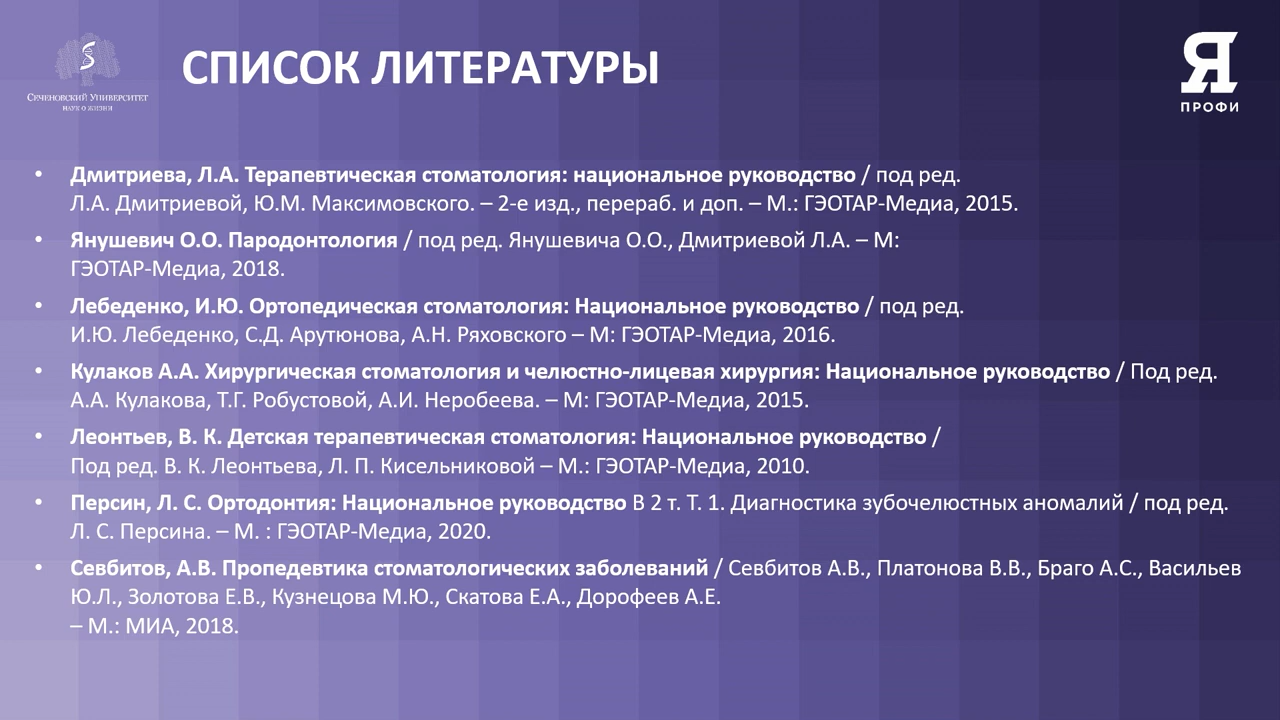 СПИСОК ЛИТЕРАТУРЫ
Сеченовский Университет
НАУК О ЖИЗНИ
Я
ПРОФИ
• Дмитриева, Л.А. Терапевтическая стоматология: национальное руководство / под ред.
Л.А. Дмитриевой, Ю.М. Максимовского. – 2-е изд., перераб. и доп. – М.: ГЭОТАР-Медиа, 2015.
• Янушевич О.О. Пародонтология / под ред. Янушевича О.О., Дмитриевой Л.А. – М:
ГЭОТАР-Медиа, 2018.
• Лебеденко, И.Ю. Ортопедическая стоматология: Национальное руководство / под ред.
И.Ю. Лебеденко, С.Д. Арутюнова, А.Н. Ряховского – М: ГЭОТАР-Медиа, 2016.
• Кулаков А.А. Хирургическая стоматология и челюстно-лицевая хирургия: Национальное руководство / Под ред.
А.А. Кулакова, Т.Г. Робустовой, А.И. Неробеева. – М: ГЭОТАР-Медиа, 2015.
• Леонтьев, В. К. Детская терапевтическая стоматология: Национальное руководство /
Под ред. В. К. Леонтьева, Л. П. Кисельниковой – М.: ГЭОТАР-Медиа, 2010.
• Персин, Л. С. Ортодонтия: Национальное руководство В 2 т. Т. 1. Диагностика зубочелюстных аномалий / под ред.
Л. С. Персина. – М. : ГЭОТАР-Медиа, 2020.
• Севбитов, А.В. Пропедевтика стоматологических заболеваний / Севбитов А.В., Платонова В.В., Браго А.С., Васильев
Ю.Л., Золотова Е.В., Кузнецова М.Ю., Скатова Е.А., Дорофеев А.Е.
– М.: МИА, 2018.